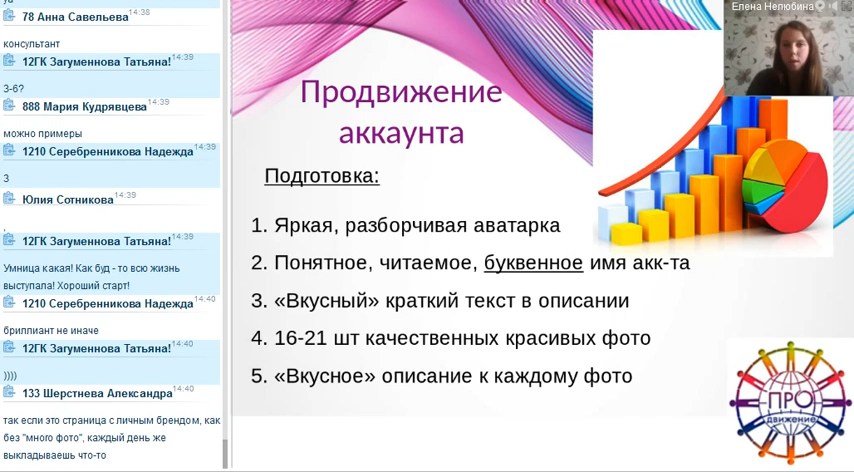 78 Анна Савельева 14:38
консультант
12ГК Загуменнова Татьяна! 14:39
3-6?
888 Мария Кудрявцева 14:39
можно примеры
1210 Серебренникова Надежда 14:39
3
Юлия Сотникова 14:39
.
12ГК Загуменнова Татьяна! 14:39
Умница какая! Как буд - то всю жизнь
выступала! Хороший старт!
1210 Серебренникова Надежда 14:40
бриллиант не иначе
12ГК Загуменнова Татьяна! 14:40
))))
133 Шерстнева Александра 14:40
так если это страница с личным брендом, как
без "много фото", каждый день же
выкладываешь что-то
Елена Нелюбина
Продвижение
аккаунта
Подготовка:
1. Яркая, разборчивая аватарка
2. Понятное, читаемое, буквенное имя акк-та
3. «Вкусный» краткий текст в описании
4. 16-21 шт качественных красивых фото
5. «Вкусное» описание к каждому фото
ПРО
движение